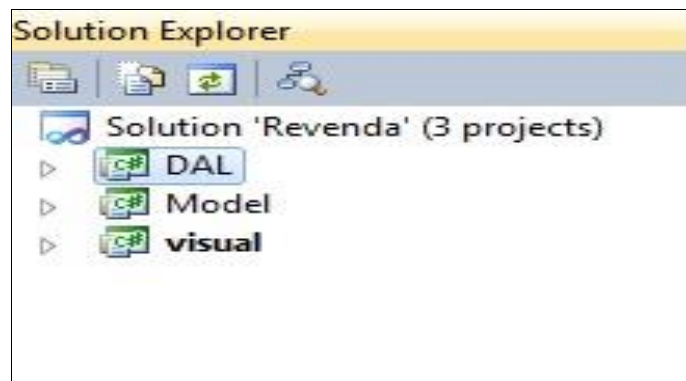 Solution Explorer
Solution 'Revenda' (3 projects)
C# DAL
C# Model
C# visual